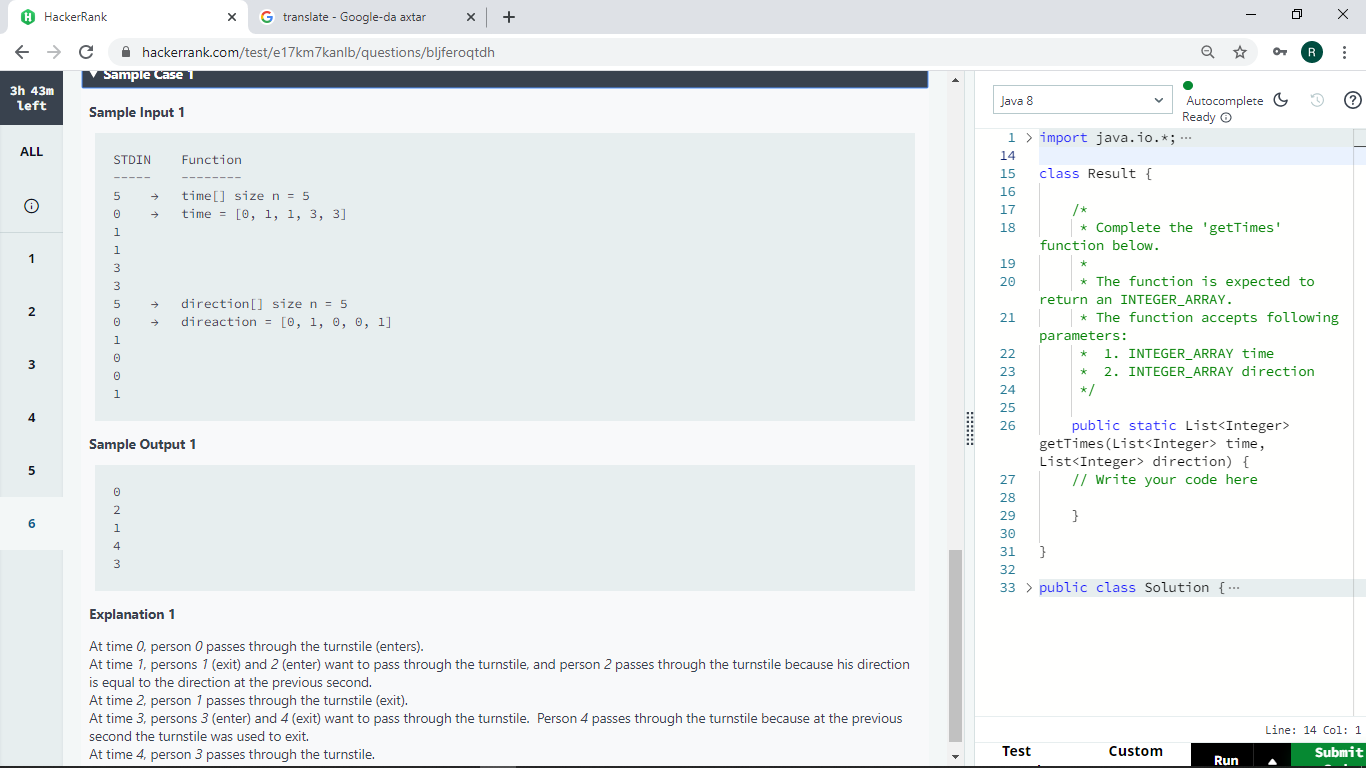 HackerRank
translate - Google-da axtar
hackerrank.com/test/e17km7kanlb/questions/bljferoqtdh
R
3h 43m
left
ALL
1
2
3
4
5
6
Sample Case 1
Sample Input 1
STDIN Function
----- --------
5 → time[] size n = 5
0 → time = [0, 1, 1, 3, 3]
1
1
3
3
5 → direction[] size n = 5
0 → direaction = [0, 1, 0, 0, 1]
1
0
0
1
Sample Output 1
0
2
1
4
3
Explanation 1
At time 0, person 0 passes through the turnstile (enters).
At time 1, persons 1 (exit) and 2 (enter) want to pass through the turnstile, and person 2 passes through the turnstile because his direction
is equal to the direction at the previous second.
At time 2, person 1 passes through the turnstile (exit).
At time 3, persons 3 (enter) and 4 (exit) want to pass through the turnstile. Person 4 passes through the turnstile because at the previous
second the turnstile was used to exit.
At time 4, person 3 passes through the turnstile.
Java 8
Autocomplete
Ready
1 import java.io.*; ...
14
15 class Result {
16
17 /*
18 * Complete the 'getTimes'
function below.
19 *
20 * The function is expected to
return an INTEGER_ARRAY.
21 * The function accepts following
parameters:
22 * 1. INTEGER_ARRAY time
23 * 2. INTEGER_ARRAY direction
24 */
25
26 public static List<Integer>
getTimes(List<Integer> time,
List<Integer> direction) {
27 // Write your code here
28
29 }
30
31 }
32
33 public class Solution { ...
Line: 14 Col: 1
Test Custom Run Submit